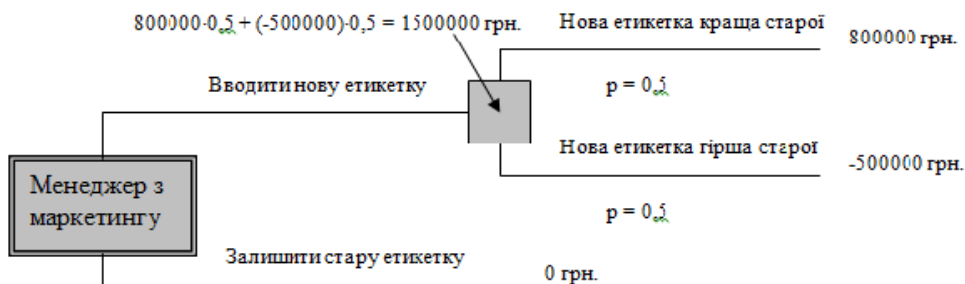 800000·0,5 + (-500000)·0,5 = 1500000 грн.
Нова етикетка краща старої
800000 грн.
Вводити нову етикетку
p = 0,5
Нова етикетка гірша старої
-500000 грн.
Менеджер з
маркетингу
p = 0,5
Залишити стару етикетку
0 грн.